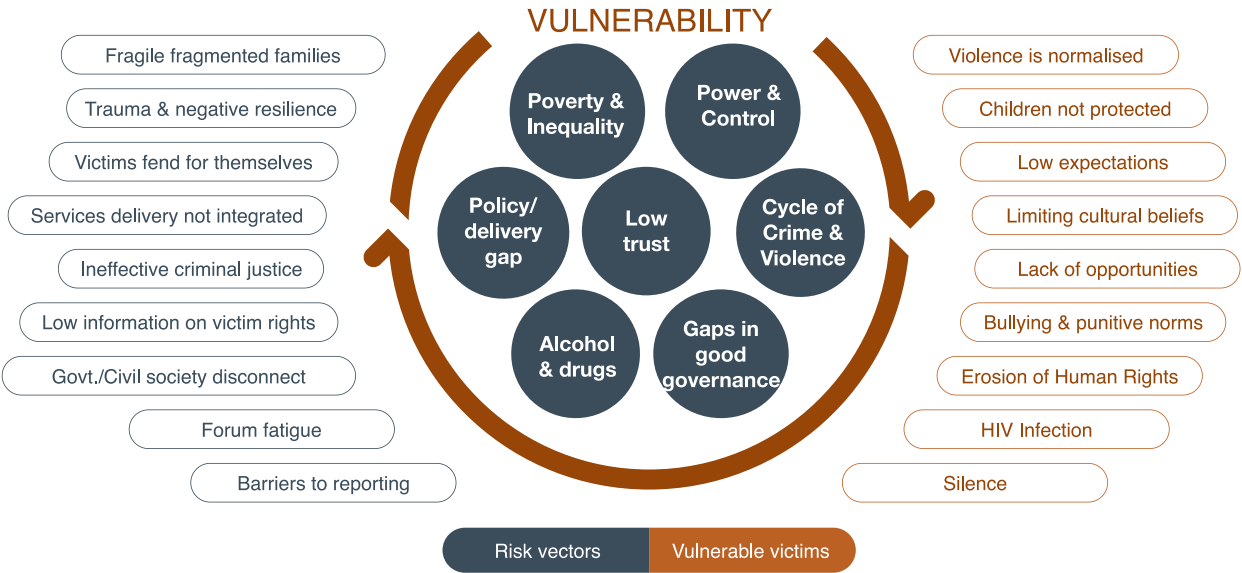 VULNERABILITY
Fragile fragmented families
Trauma & negative resilience
Victims fend for themselves
Services delivery not integrated
Ineffective criminal justice
Low information on victim rights
Govt./Civil society disconnect
Forum fatigue
Barriers to reporting
Poverty &
Inequality
Power &
Control
Policy/
delivery
gap
Low
trust
Cycle of
Crime &
Violence
Alcohol
& drugs
Gaps in
good
governance
Violence is normalised
Children not protected
Low expectations
Limiting cultural beliefs
Lack of opportunities
Bullying & punitive norms
Erosion of Human Rights
HIV Infection
Silence
Risk vectors
Vulnerable victims